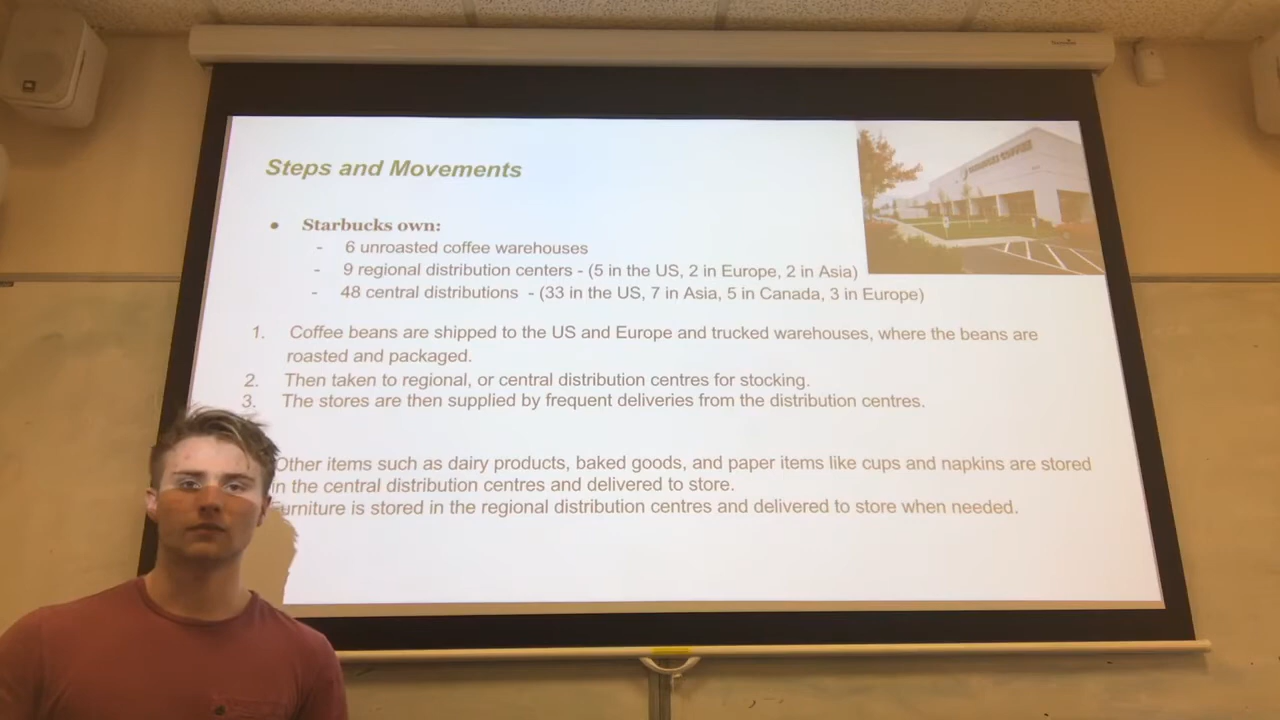 Steps and Movements
● Starbucks own:
- 6 unroasted coffee warehouses
- 9 regional distribution centers - (5 in the US, 2 in Europe, 2 in Asia)
- 48 central distributions - (33 in the US, 7 in Asia, 5 in Canada, 3 in Europe)
1. Coffee beans are shipped to the US and Europe and trucked warehouses, where the beans are
roasted and packaged.
2. Then taken to regional, or central distribution centres for stocking.
3. The stores are then supplied by frequent deliveries from the distribution centres.
Other items such as dairy products, baked goods, and paper items like cups and napkins are stored
in the central distribution centres and delivered to store.
Furniture is stored in the regional distribution centres and delivered to store when needed.